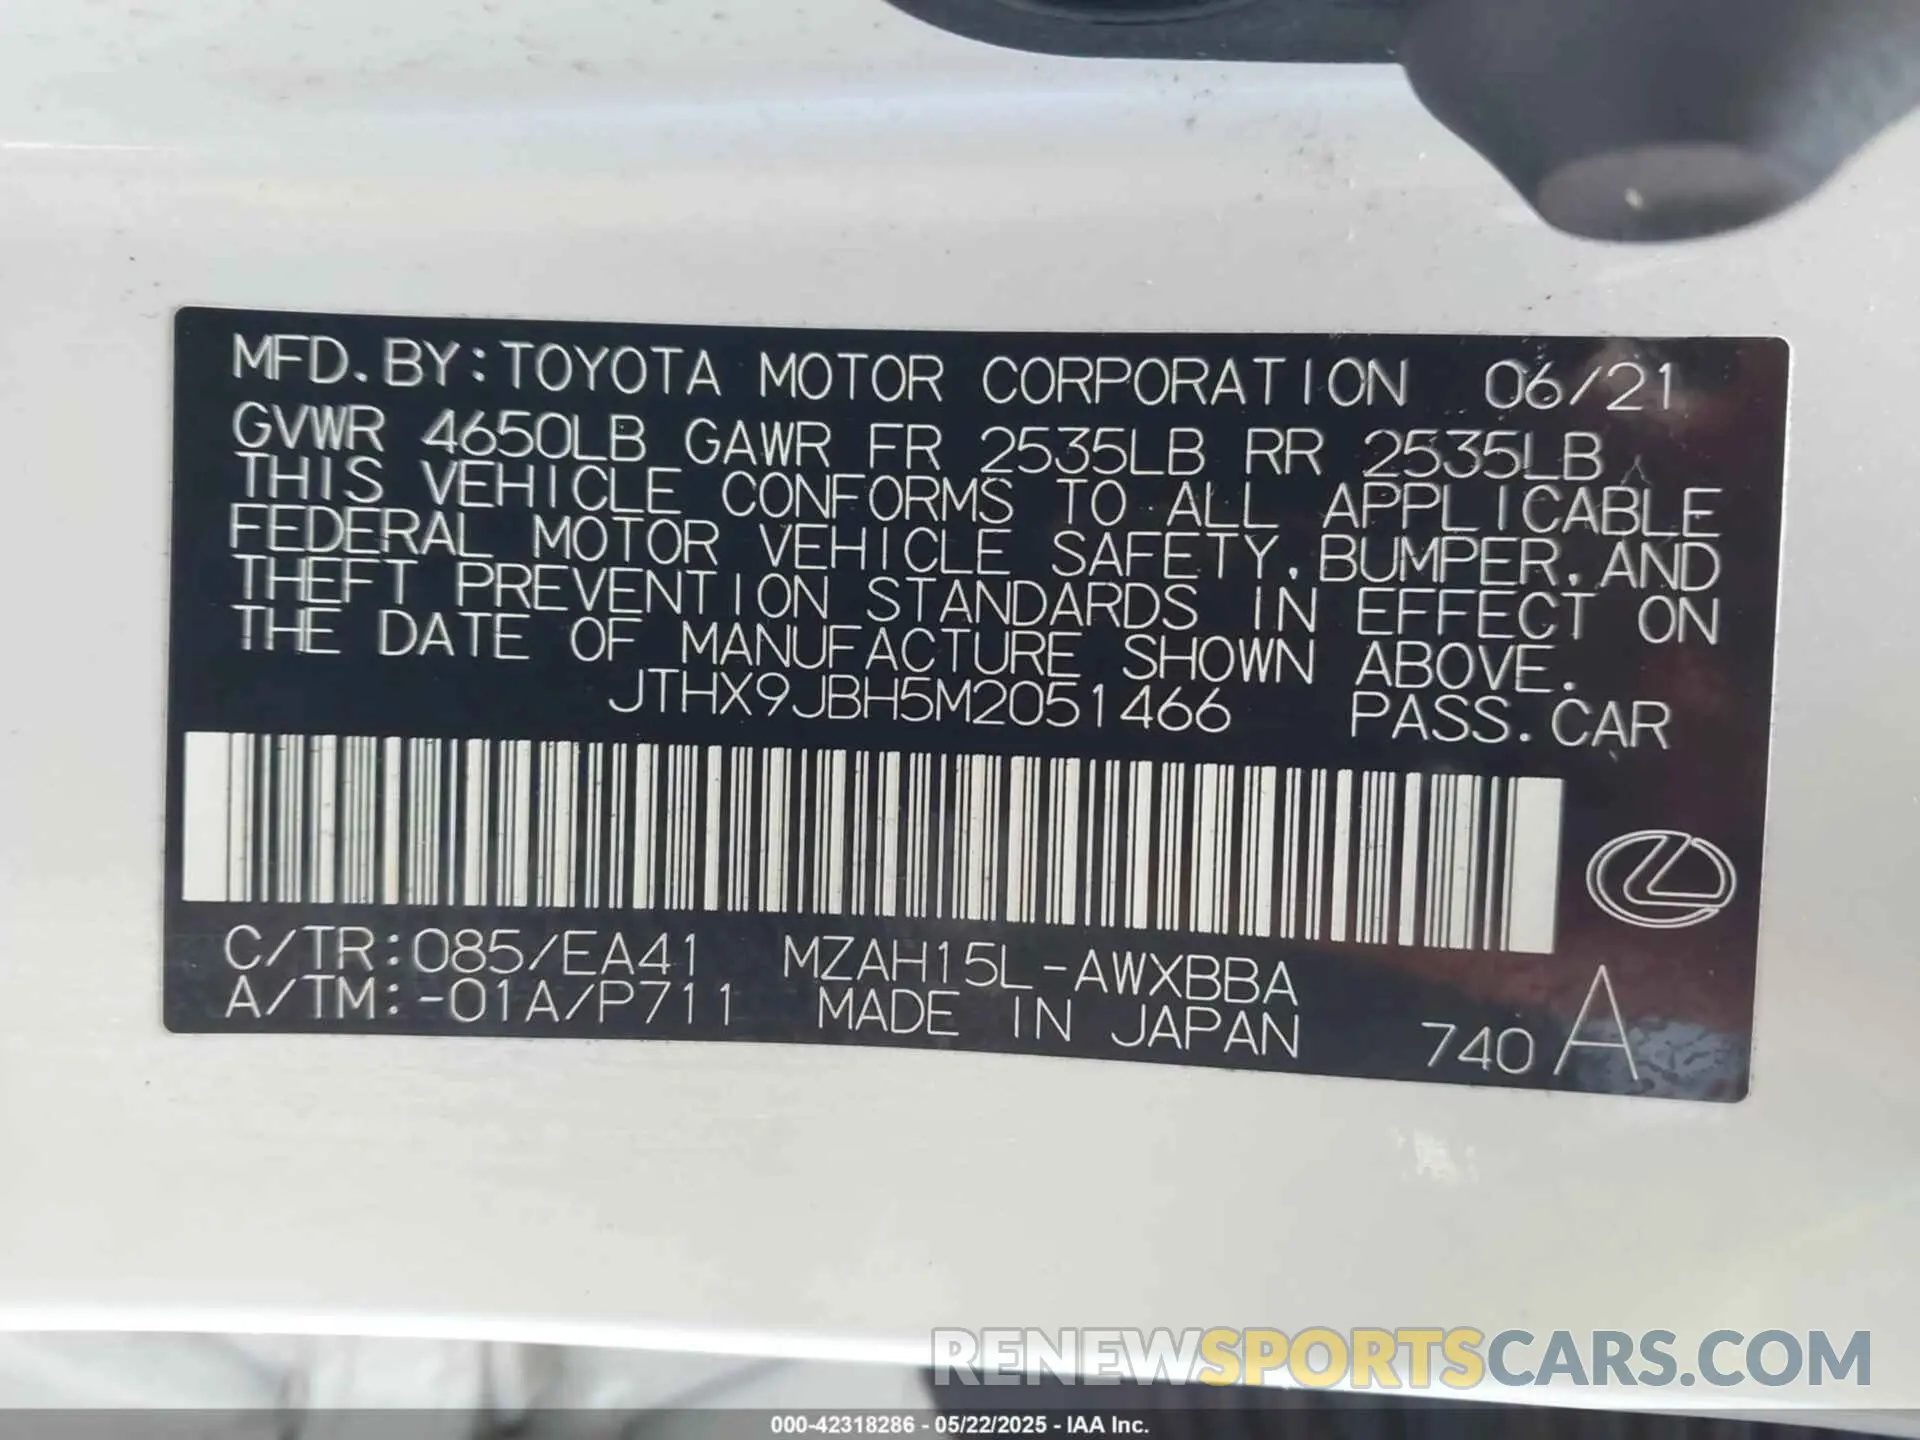 MFD. BY: TOYOTA MOTOR CORPORATION 06/21
GVWR 4650LB GAWR FR 2535LB RR 2535LB
THIS VEHICLE CONFORMS TO ALL APPLICABLE
FEDERAL MOTOR VEHICLE SAFETY, BUMPER, AND
THEFT PREVENTION STANDARDS IN EFFECT ON
THE DATE OF MANUFACTURE SHOWN ABOVE.
JTHX9JBH5M2051466 PASS. CAR
C/TR: 085/EA41 MZAH15L-AWXBBA
A/TM: -01A/P711 MADE IN JAPAN 740 A
RENEWSPORTSCARS.COM
000-42318286 - 05/22/2025 - IAA Inc.